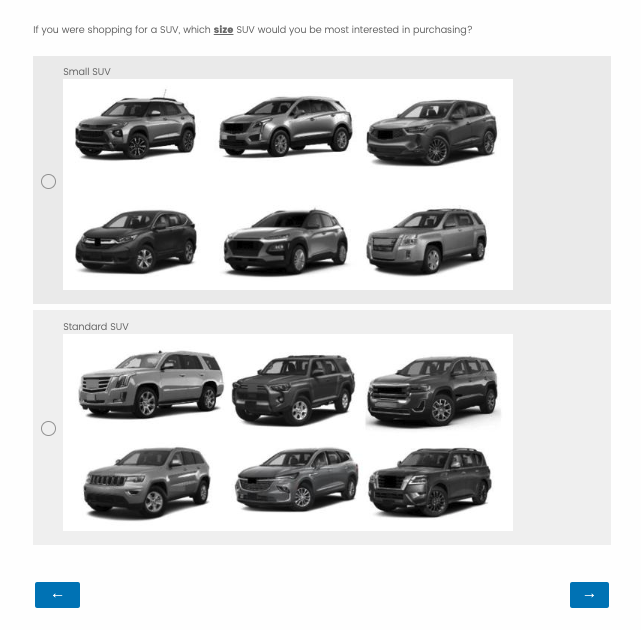 If you were shopping for a SUV, which size SUV would you be most interested in purchasing?
Small SUV
Standard SUV
←
→